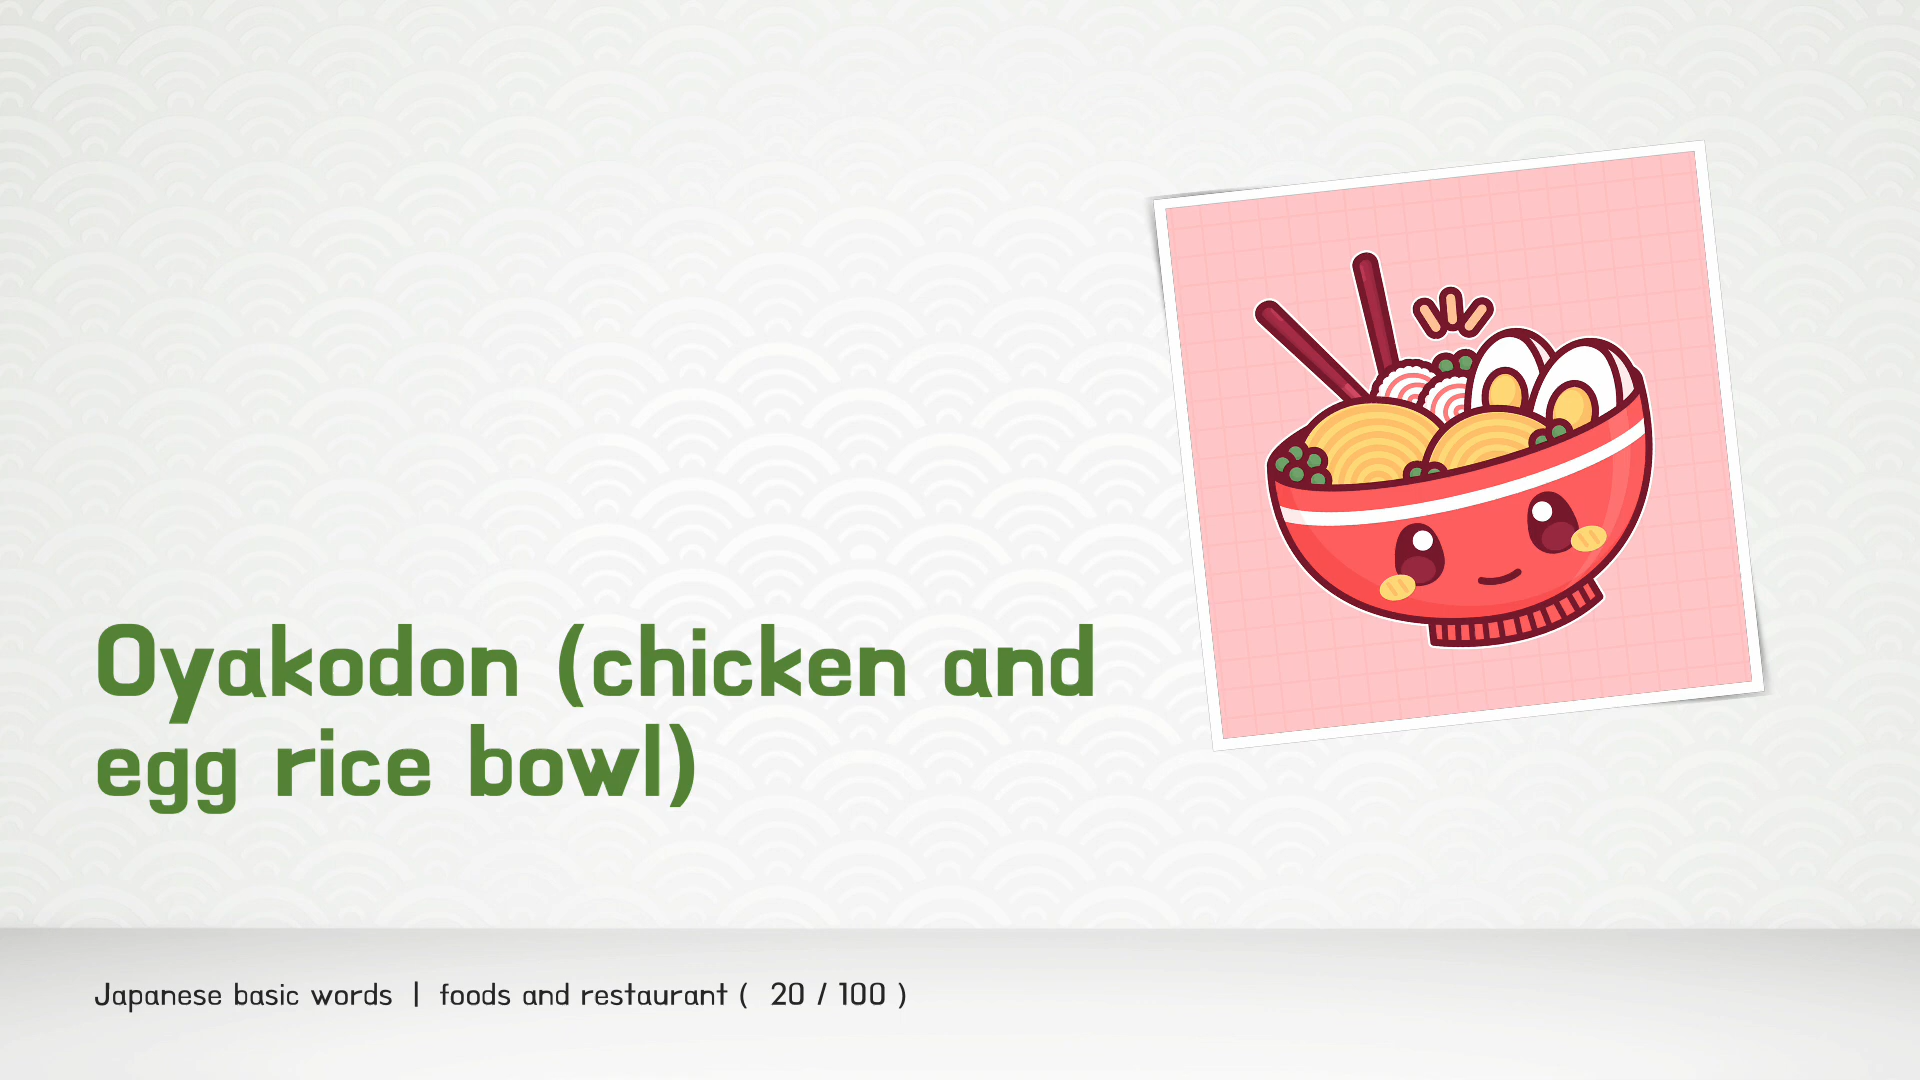 Oyakodon (chicken and
egg rice bowl)
Japanese basic words | foods and restaurant ( 20 / 100 )